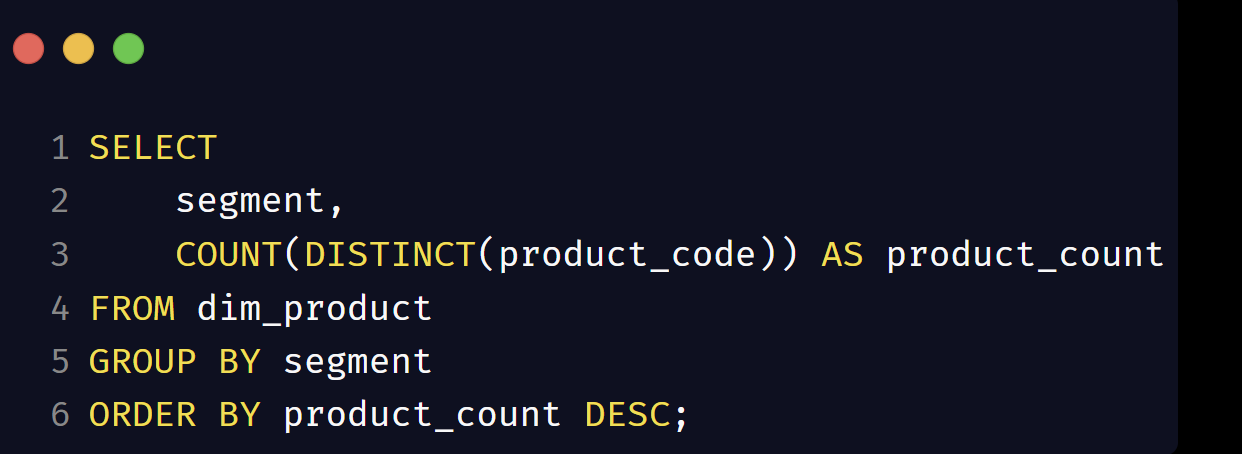 1 SELECT
2     segment,
3     COUNT(DISTINCT(product_code)) AS product_count
4 FROM dim_product
5 GROUP BY segment
6 ORDER BY product_count DESC;